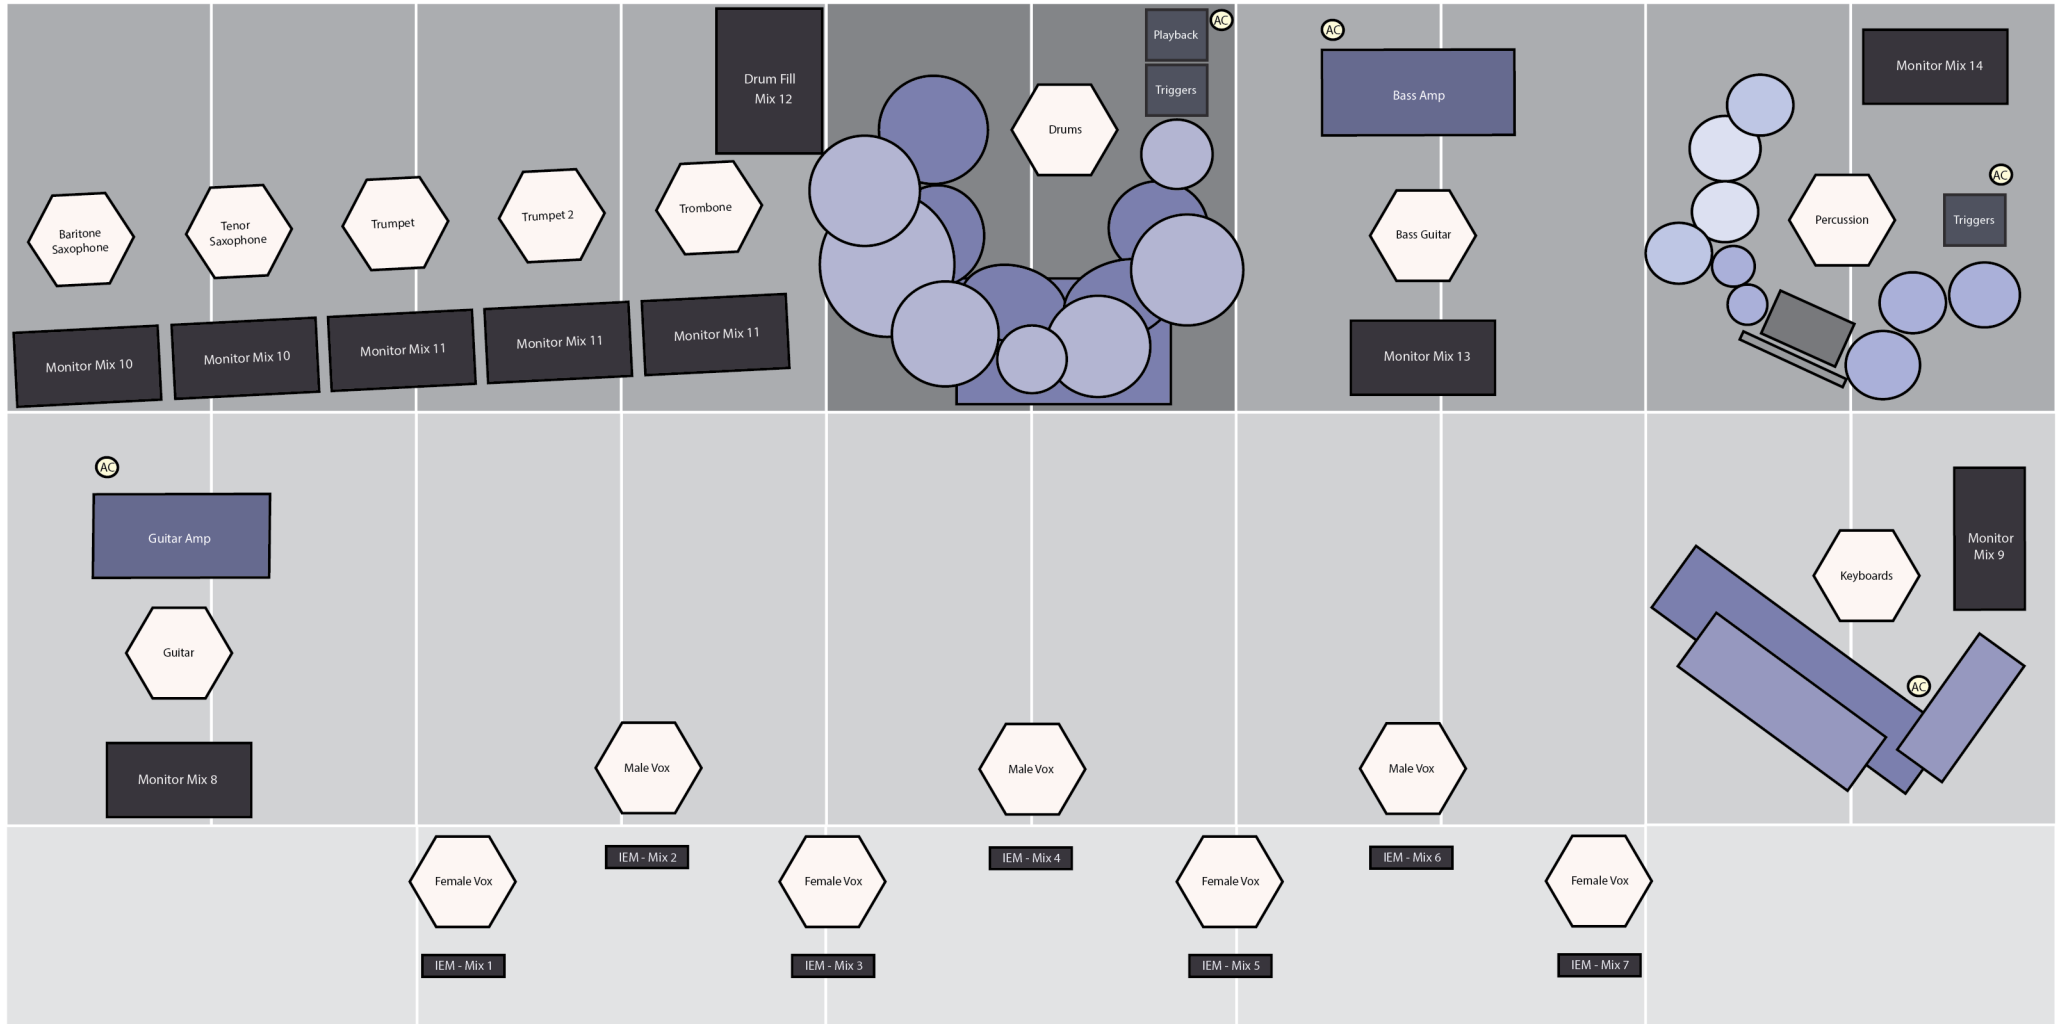 Drum Fill
Mix 12
Playback
AC
Triggers
Drums
AC
Bass Amp
Monitor Mix 14
Baritone
Saxophone
Tenor
Saxophone
Trumpet
Trumpet 2
Trombone
Bass Guitar
Percussion
AC
Triggers
Monitor Mix 10
Monitor Mix 10
Monitor Mix 11
Monitor Mix 11
Monitor Mix 11
Monitor Mix 13
AC
Guitar Amp
Guitar
Monitor Mix 8
Keyboards
Monitor
Mix 9
AC
Male Vox
Male Vox
Male Vox
IEM - Mix 2
IEM - Mix 4
IEM - Mix 6
Female Vox
Female Vox
Female Vox
Female Vox
IEM - Mix 1
IEM - Mix 3
IEM - Mix 5
IEM - Mix 7